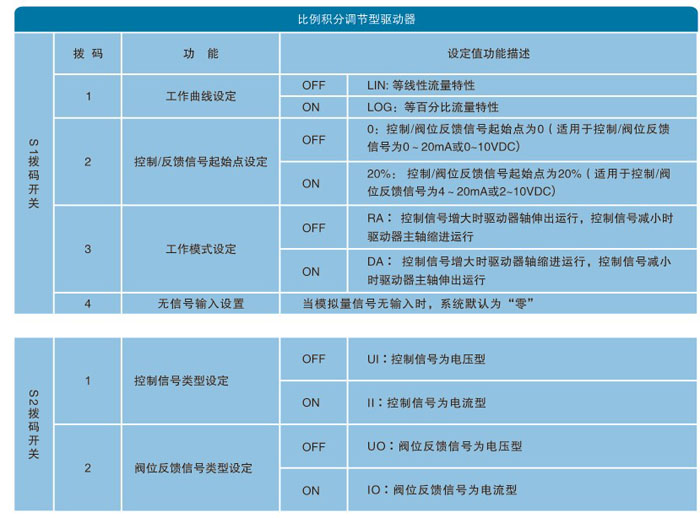 比例积分调节型驱动器
拨 码 功 能 设定值功能描述
S1拨码开关
1 工作曲线设定
OFF LIN: 等线性流量特性
ON LOG：等百分比流量特性
2 控制/反馈信号起始点设定
OFF 0：控制/阀位反馈信号起始点为0（适用于控制/阀位反馈
信号为0～20mA或0~10VDC）
ON 20%： 控制/阀位反馈信号起始点为20%（适用于控制/阀
位反馈信号为4～20mA或2~10VDC）
3 工作模式设定
OFF RA： 控制信号增大时驱动器轴伸出运行，控制信号减小时
驱动器主轴缩进运行
ON DA： 控制信号增大时驱动器轴缩进运行，控制信号减小
时驱动器主轴伸出运行
4 无信号输入设置 当模拟量信号无输入时，系统默认为“零”
S2拨码开关
1 控制信号类型设定
OFF UI：控制信号为电压型
ON II：控制信号为电流型
2 阀位反馈信号类型设定
OFF UO：阀位反馈信号为电压型
ON IO：阀位反馈信号为电流型